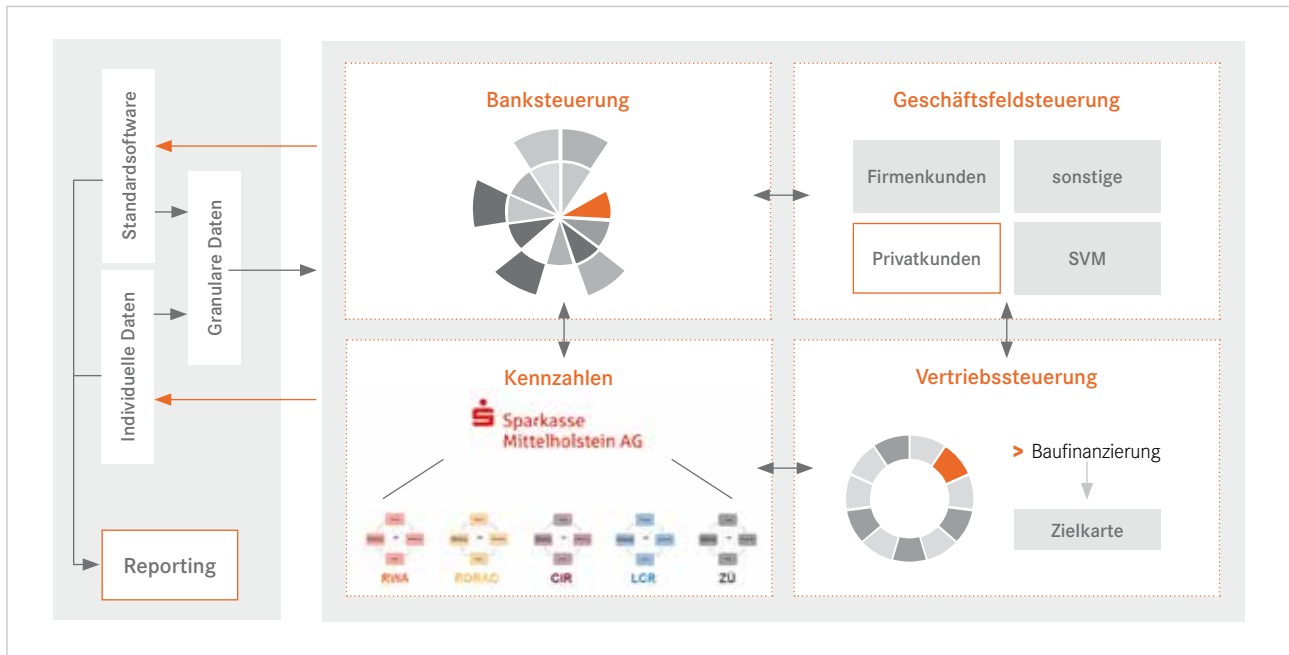 Standardsoftware
Individuelle Daten
Granulare Daten
Reporting
Banksteuerung
Geschäftsfeldsteuerung
Firmenkunden
sonstige
Privatkunden
SVM
Kennzahlen
Sparkasse
Mittelholstein AG
RWA
RORAC
CIR
LCR
ZÜ
Vertriebssteuerung
> Baufinanzierung
Zielkarte